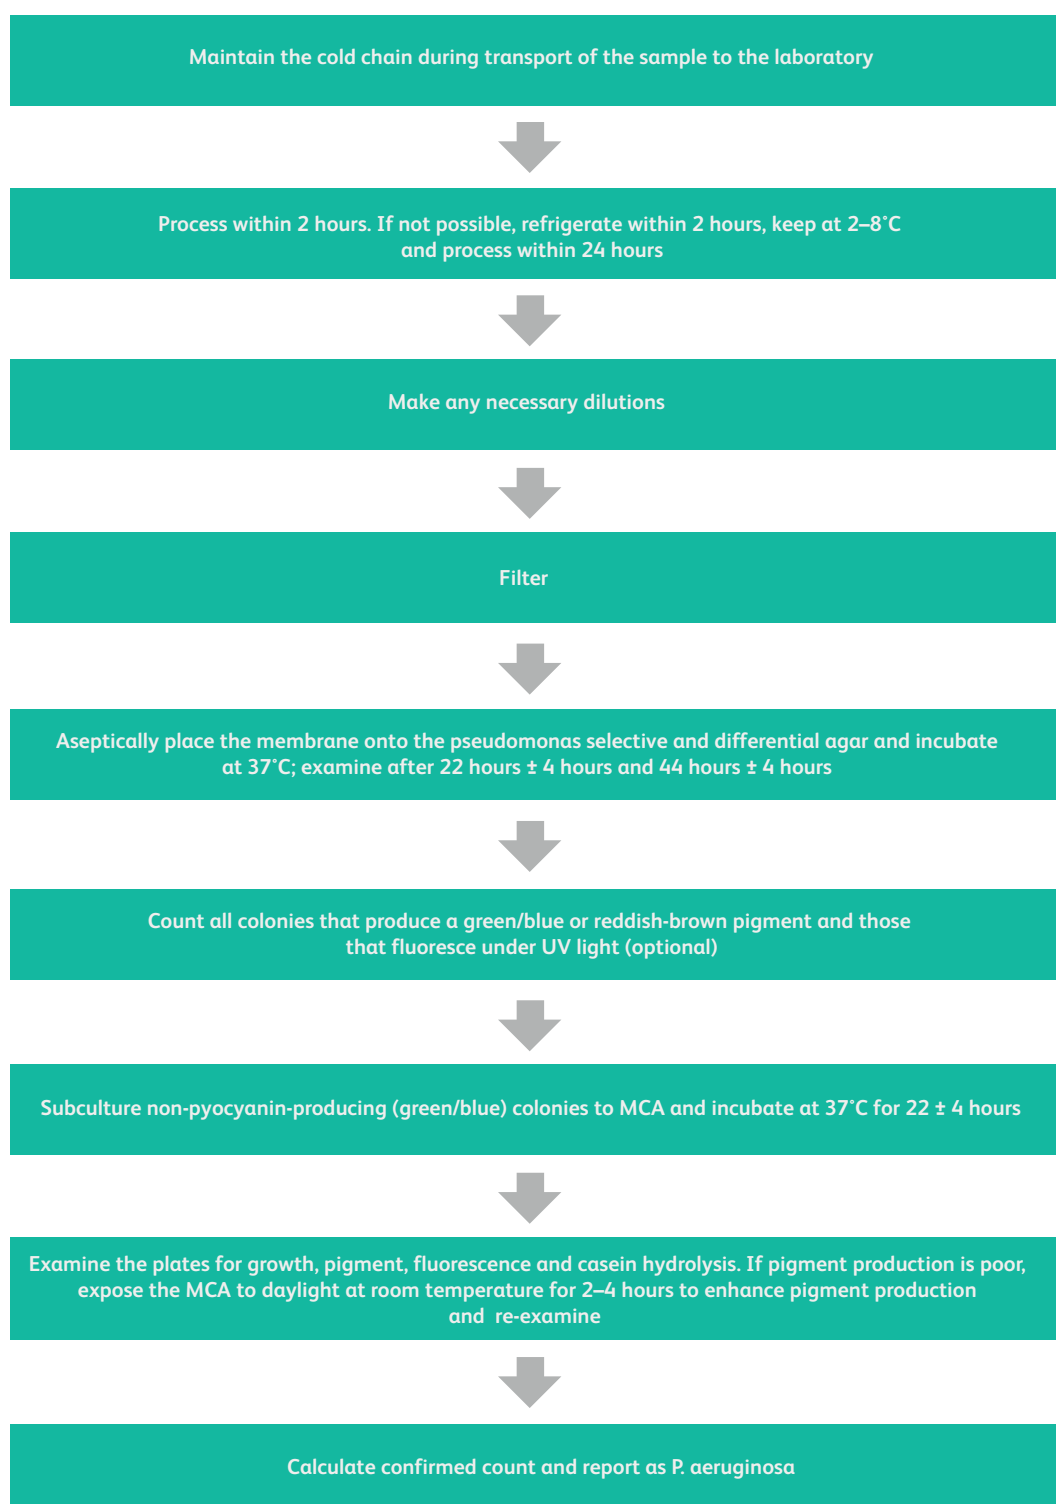 Maintain the cold chain during transport of the sample to the laboratory
Process within 2 hours. If not possible, refrigerate within 2 hours, keep at 2–8˚C
and process within 24 hours
Make any necessary dilutions
Filter
Aseptically place the membrane onto the pseudomonas selective and differential agar and incubate
at 37˚C; examine after 22 hours ± 4 hours and 44 hours ± 4 hours
Count all colonies that produce a green/blue or reddish-brown pigment and those
that fluoresce under UV light (optional)
Subculture non-pyocyanin-producing (green/blue) colonies to MCA and incubate at 37˚C for 22 ± 4 hours
Examine the plates for growth, pigment, fluorescence and casein hydrolysis. If pigment production is poor,
expose the MCA to daylight at room temperature for 2–4 hours to enhance pigment production
and re-examine
Calculate confirmed count and report as P. aeruginosa